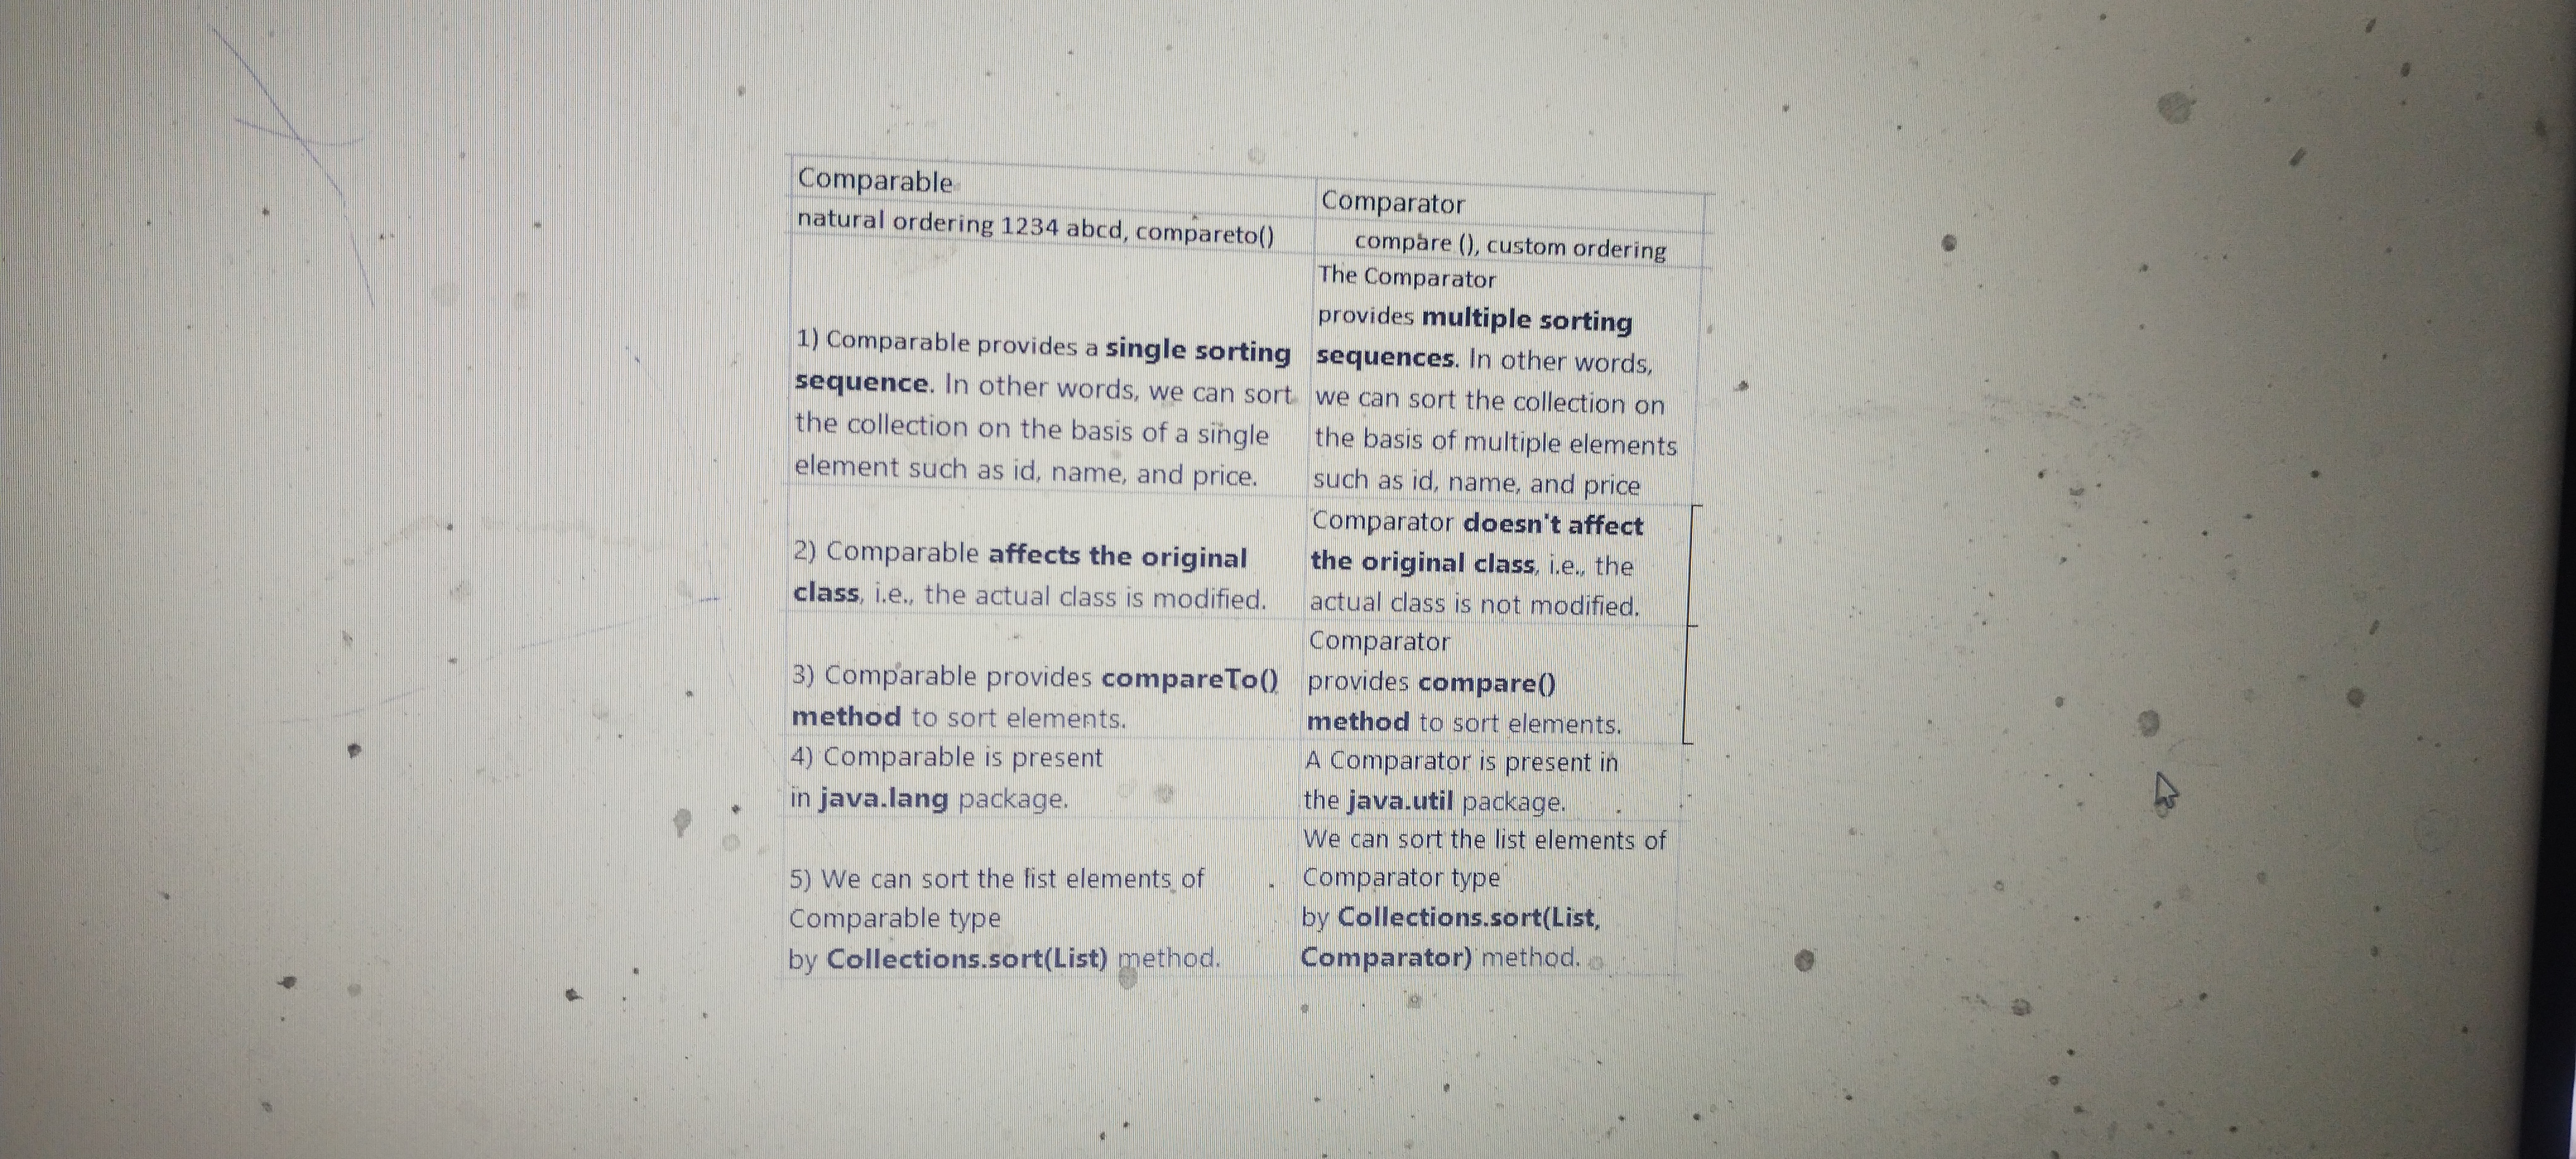 Comparable
Comparator
natural ordering 1234 abcd, compareto()
compare (), custom ordering
1) Comparable provides a single sorting
sequence. In other words, we can sort
the collection on the basis of a single
element such as id, name, and price.
The Comparator
provides multiple sorting
sequences. In other words,
we can sort the collection on
the basis of multiple elements
such as id, name, and price
2) Comparable affects the original
class, i.e., the actual class is modified.
Comparator doesn't affect
the original class, i.e., the
actual class is not modified.
3) Comparable provides compareTo()
method to sort elements.
Comparator
provides compare()
method to sort elements.
4) Comparable is present
in java.lang package.
A Comparator is present in
the java.util package.
5) We can sort the list elements of
Comparable type
by Collections.sort(List) method.
We can sort the list elements of
Comparator type
by Collections.sort(List,
Comparator) method.